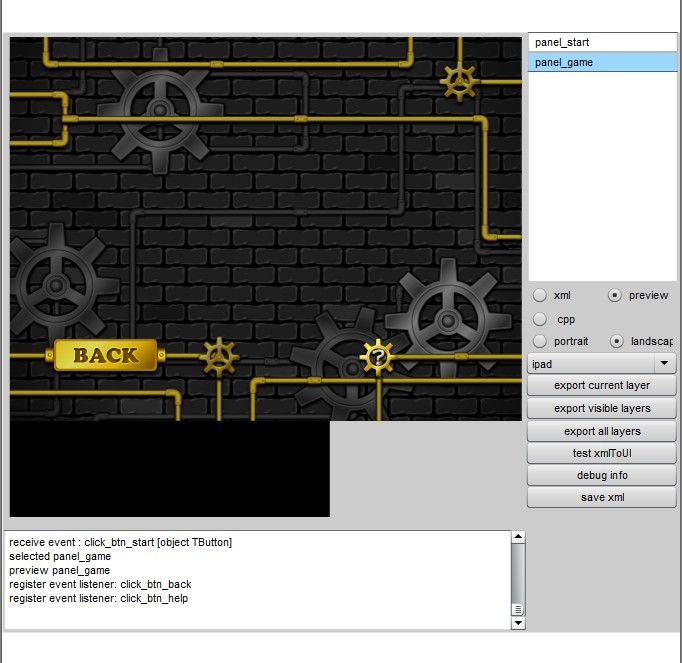 panel_start
panel_game
BACK
?
xml
preview
cpp
portrait
landscap
ipad
export current layer
export visible layers
export all layers
test xmlToUI
debug info
save xml
receive event : click_btn_start [object TButton]
selected panel_game
preview panel_game
register event listener: click_btn_back
register event listener: click_btn_help